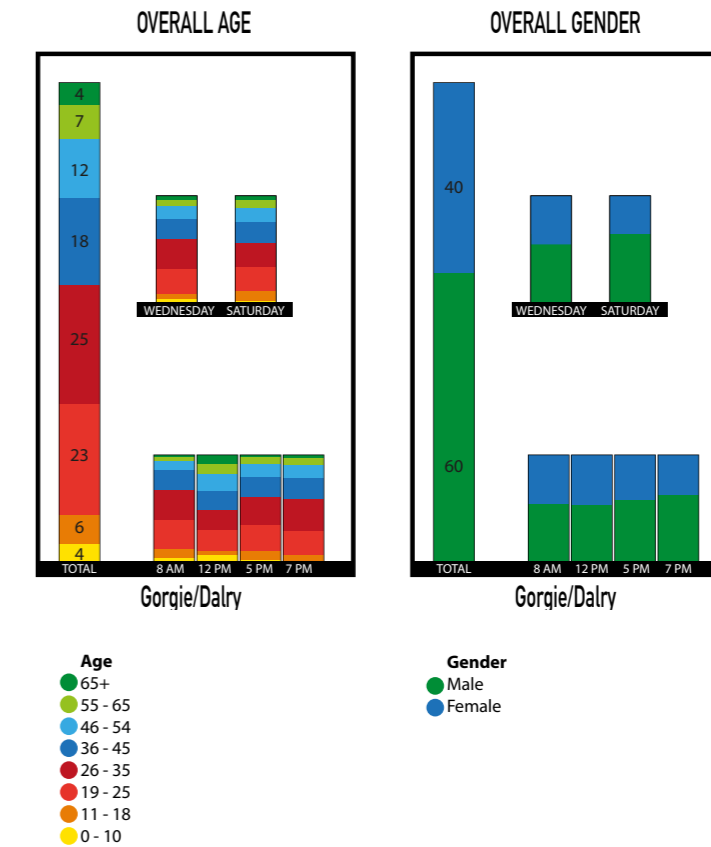 OVERALL AGE
4
7
12
18
25
23
6
4
WEDNESDAY SATURDAY
TOTAL 8 AM 12 PM 5 PM 7 PM
Gorgie/Dalry
Age
65+
55 - 65
46 - 54
36 - 45
26 - 35
19 - 25
11 - 18
0 - 10
OVERALL GENDER
40
60
WEDNESDAY SATURDAY
TOTAL 8 AM 12 PM 5 PM 7 PM
Gorgie/Dalry
Gender
Male
Female